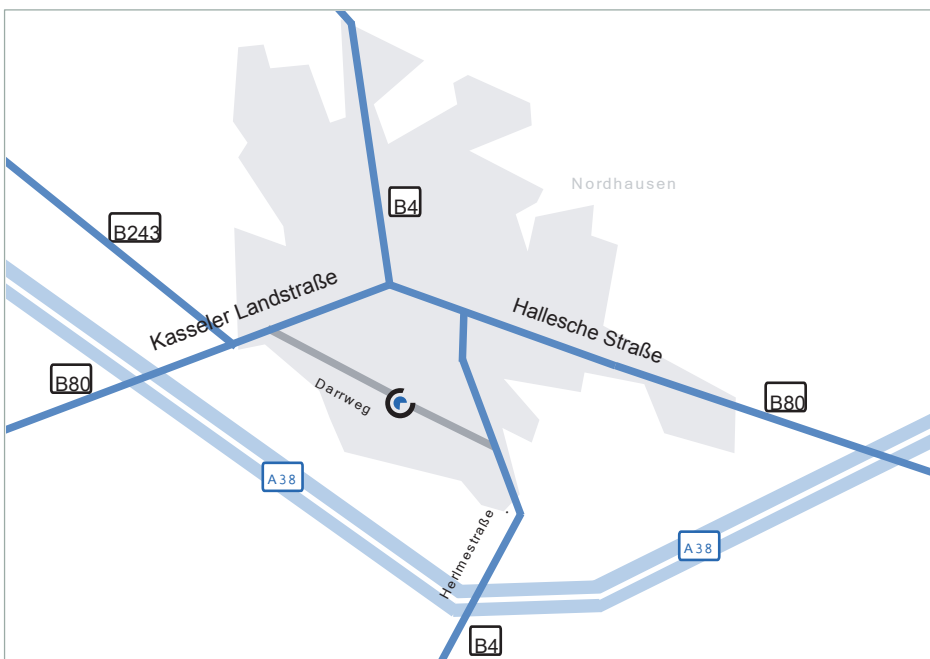 Nordhausen
B4
B243
Kasseler Landstraße
Hallesche Straße
B80
Darrweg
B80
A38
Herlmestraße
A38
B4